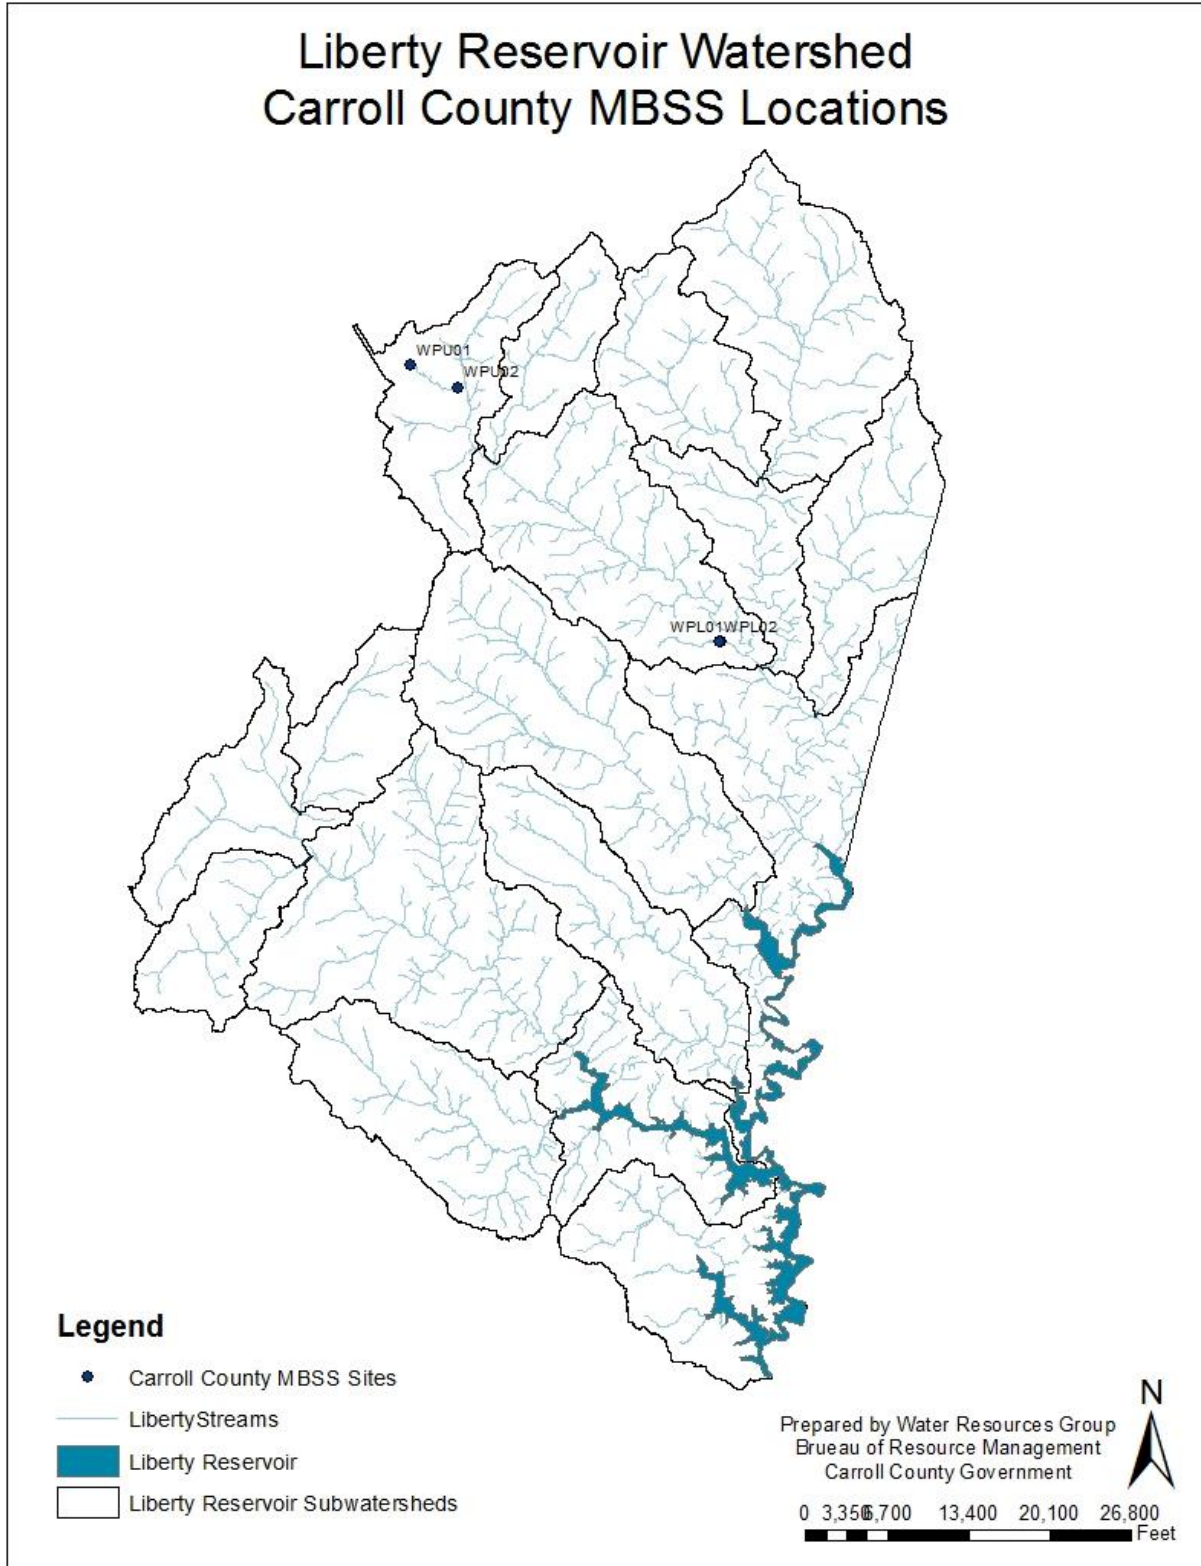 Liberty Reservoir Watershed
Carroll County MBSS Locations
WPU01
WPU02
WPL01WPL02
Legend
Carroll County MBSS Sites
LibertyStreams
Liberty Reservoir
Liberty Reservoir Subwatersheds
N
Prepared by Water Resources Group
Brueau of Resource Management
Carroll County Government
0 3,350 6,700 13,400 20,100 26,800
Feet